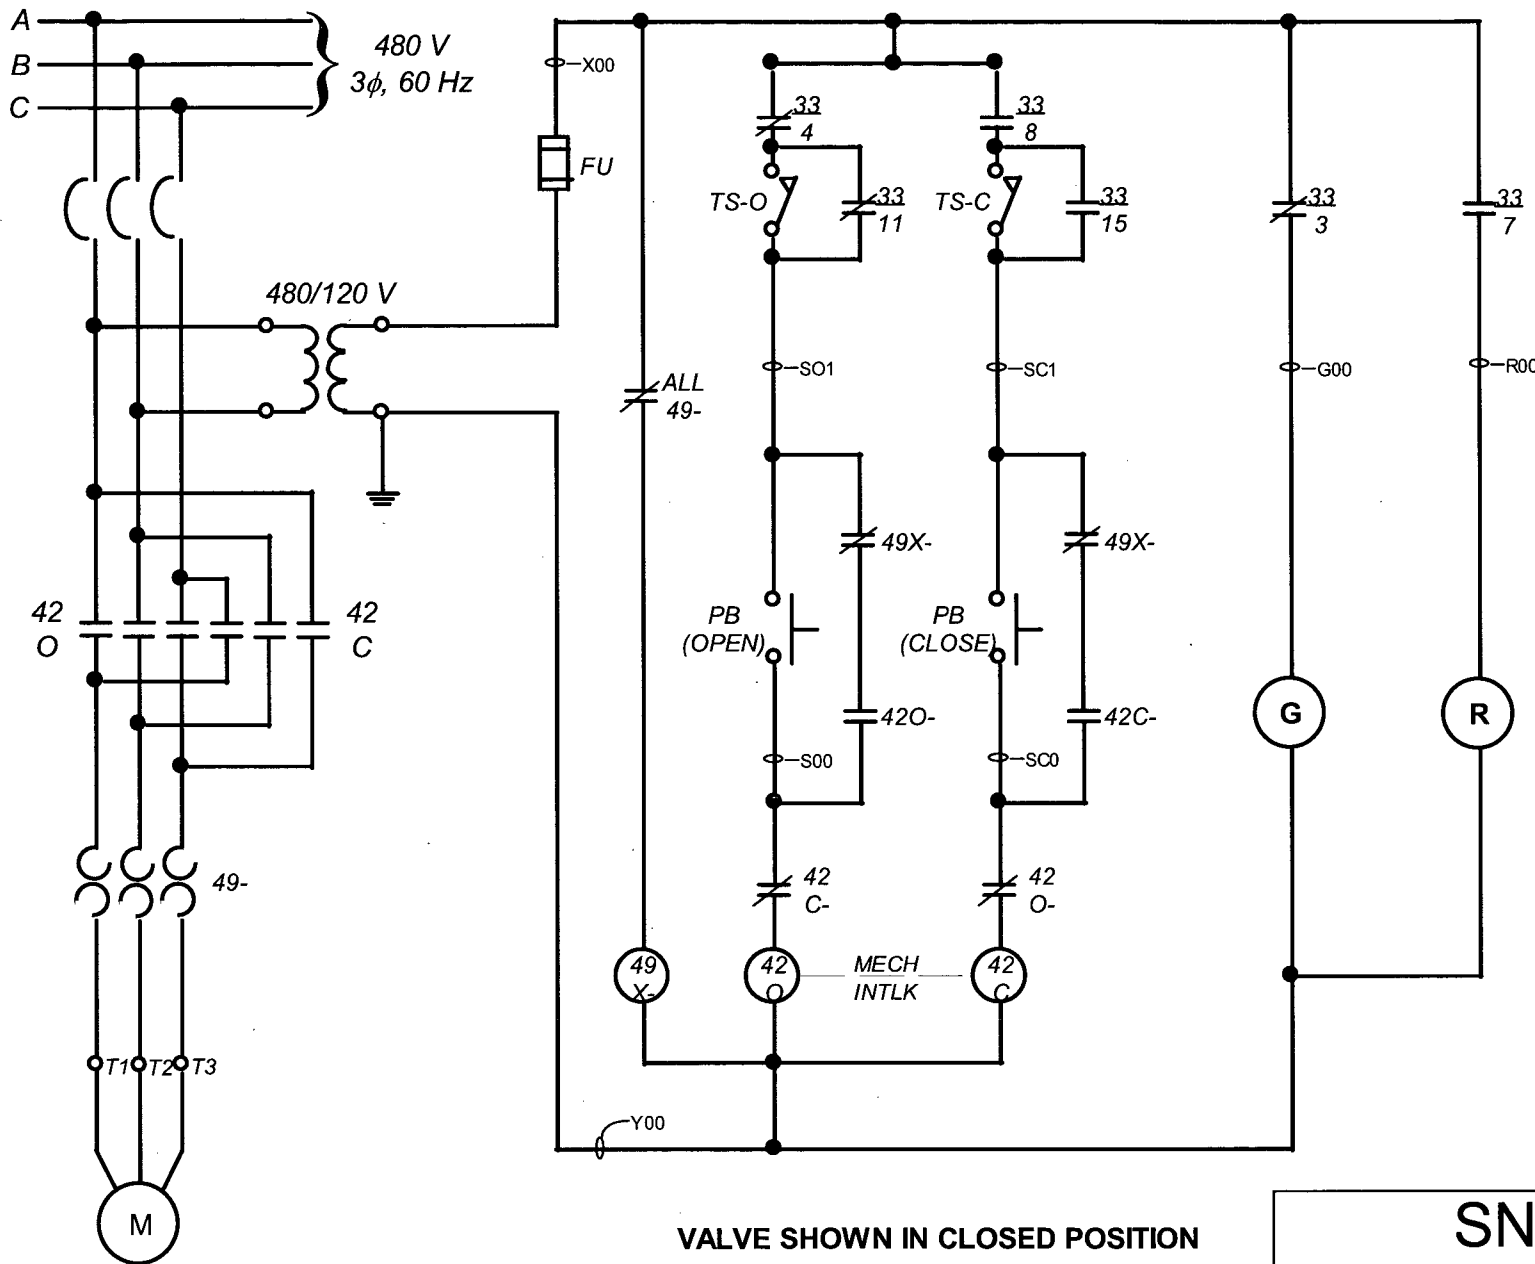 A
B
C
480 V
3ϕ, 60 Hz
X00
FU
33
4
33
8
TS-O
33
11
TS-C
33
15
33
3
33
7
480/120 V
ALL
49-
SO1
SC1
G00
R00
49X-
49X-
42
O
42
C
PB
(OPEN)
PB
(CLOSE)
42O-
42C-
G
R
S00
SC0
49-
42
C-
42
O-
49
X-
42
O
MECH
INTLK
42
C
T1
T2
T3
Y00
M
VALVE SHOWN IN CLOSED POSITION
SN